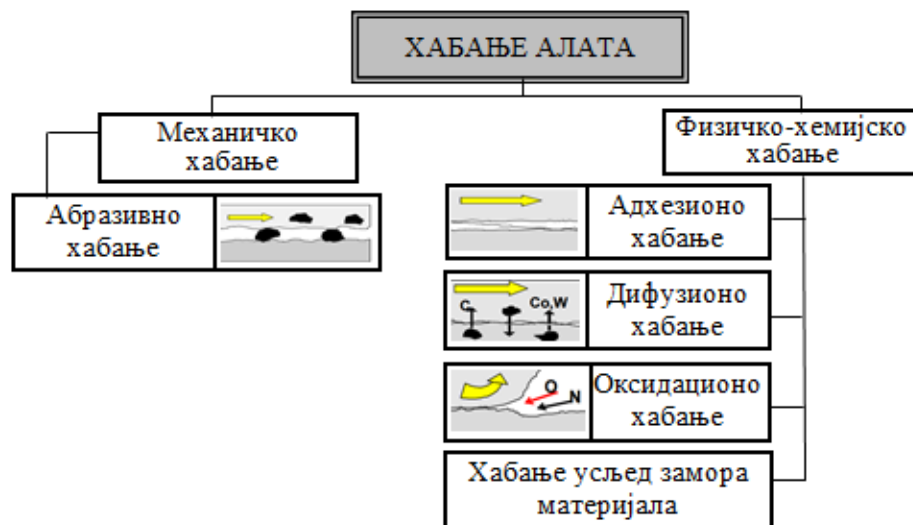 ХАБАЊЕ АЛАТА
Механичко
хабање
Физичко-хемијско
хабање
Абразивно
хабање
Адхезионо
хабање
C
Co,W
Дифузионо
хабање
O
N
Оксидационо
хабање
Хабање усљед замора
материјала